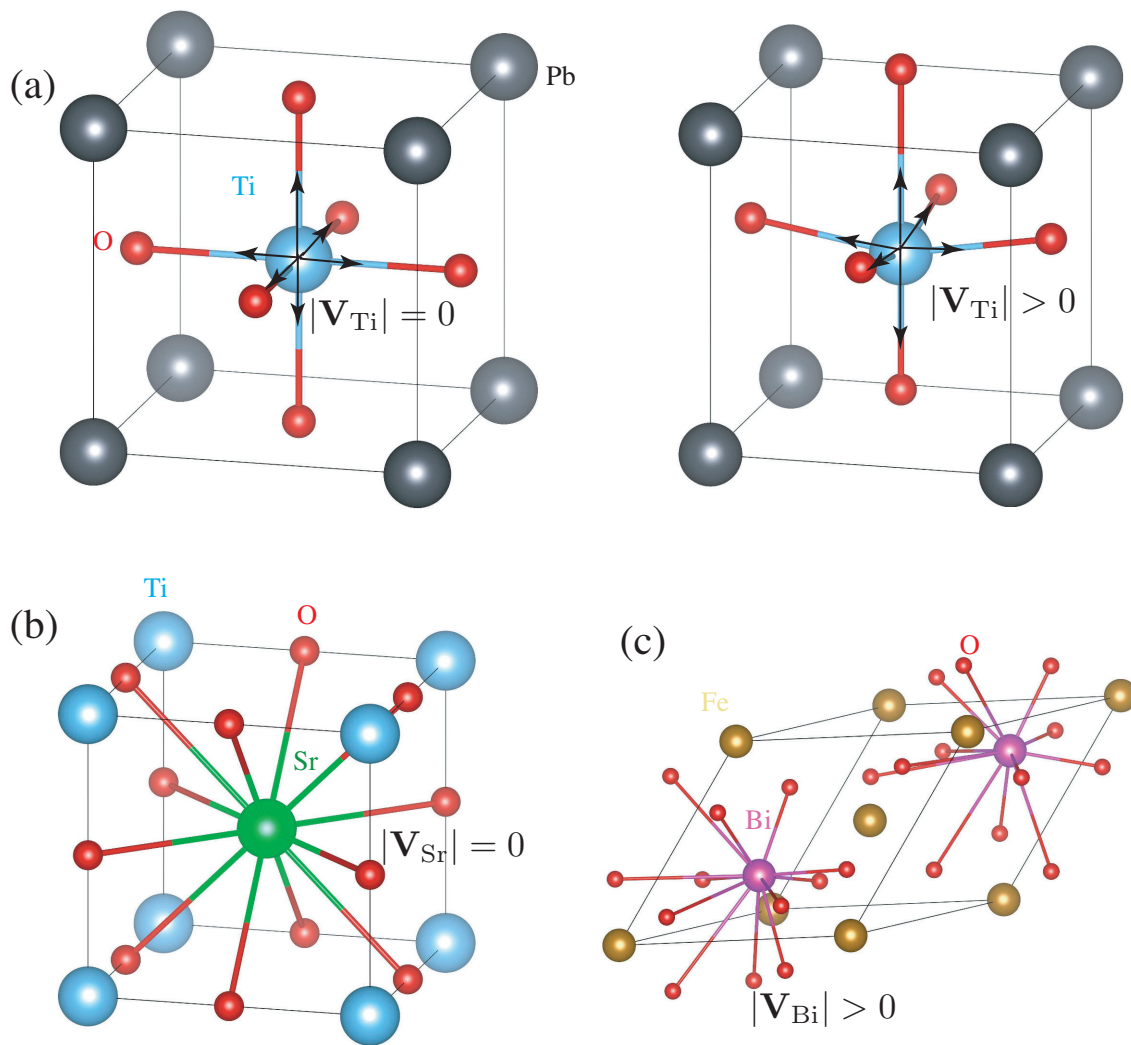 (a)
Pb
Ti
O
|V_Ti| = 0
|V_Ti| > 0
(b)
Ti
O
Sr
|V_Sr| = 0
(c)
O
Fe
Bi
|V_Bi| > 0